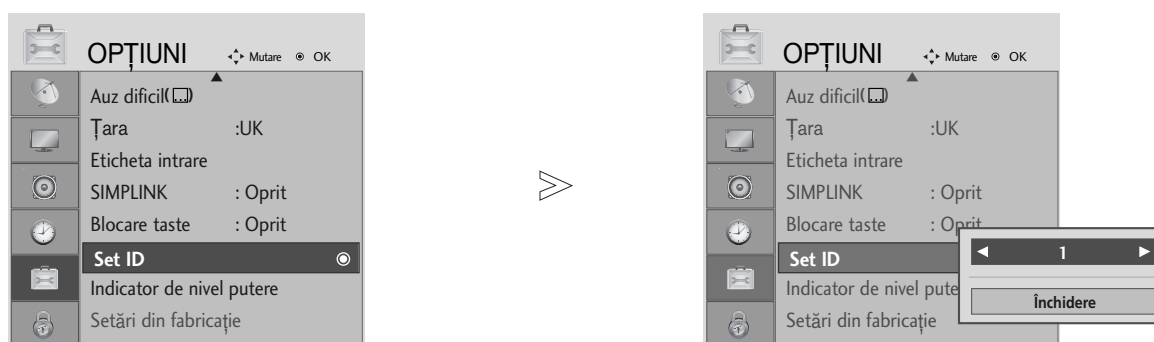 OPȚIUNI Mutare OK
Auz dificil( )
Țara :UK
Eticheta intrare
SIMPLINK : Oprit
Blocare taste : Oprit
Set ID
Indicator de nivel putere
Setări din fabricație
OPȚIUNI Mutare OK
Auz dificil( )
Țara :UK
Eticheta intrare
SIMPLINK : Oprit
Blocare taste : Oprit
Set ID
Indicator de nivel pute
Setări din fabricație
◄ 1 ►
Închidere